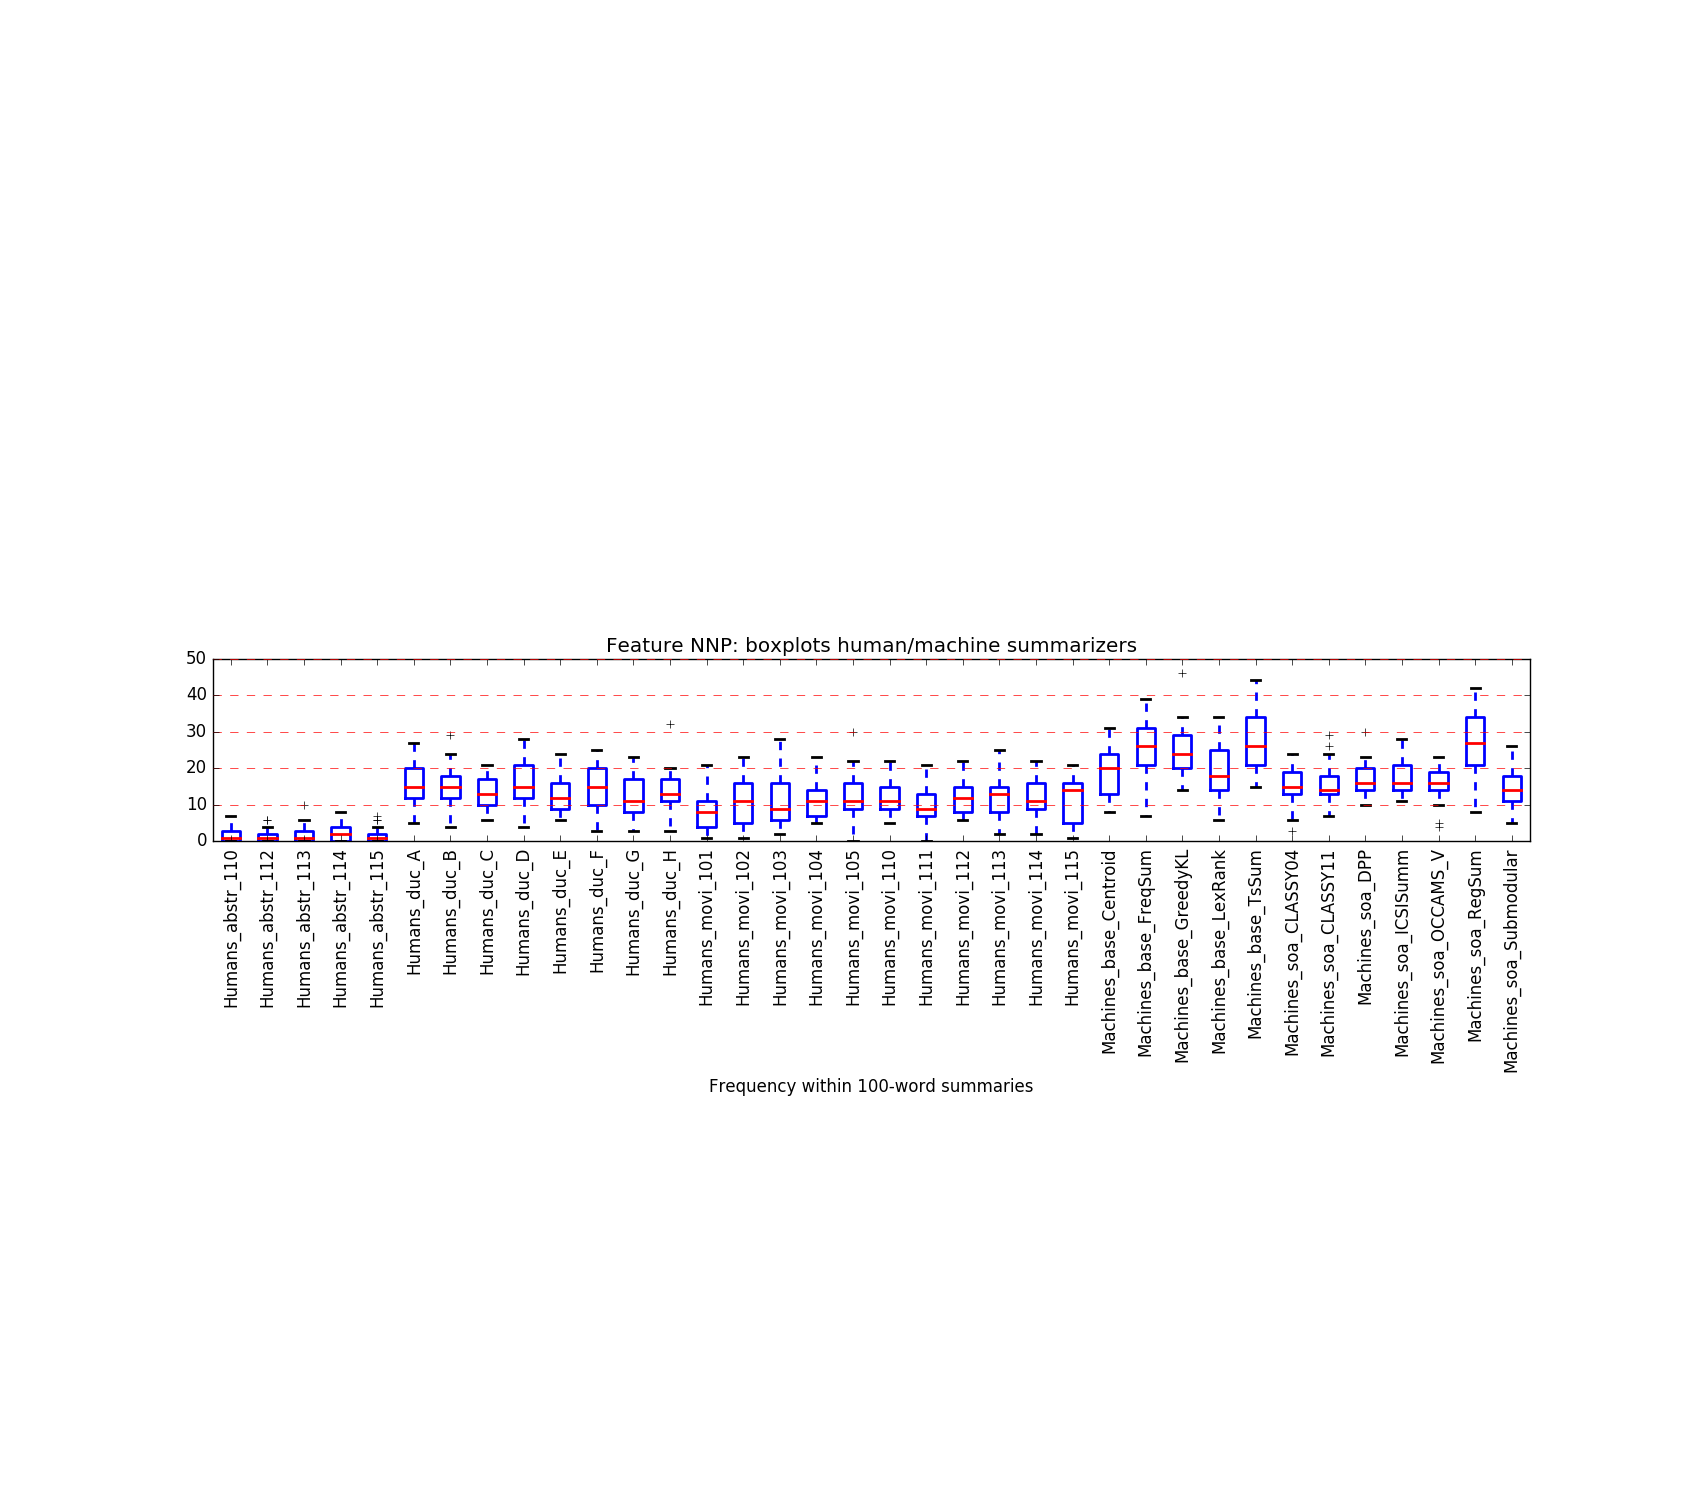 Feature NNP: boxplots human/machine summarizers
50
40
30
20
10
0
Humans_abstr_110
Humans_abstr_112
Humans_abstr_113
Humans_abstr_114
Humans_abstr_115
Humans_duc_A
Humans_duc_B
Humans_duc_C
Humans_duc_D
Humans_duc_E
Humans_duc_F
Humans_duc_G
Humans_duc_H
Humans_movi_101
Humans_movi_102
Humans_movi_103
Humans_movi_104
Humans_movi_105
Humans_movi_110
Humans_movi_111
Humans_movi_112
Humans_movi_113
Humans_movi_114
Humans_movi_115
Machines_base_Centroid
Machines_base_FreqSum
Machines_base_GreedyKL
Machines_base_LexRank
Machines_base_TsSum
Machines_soa_CLASSY04
Machines_soa_CLASSY11
Machines_soa_DPP
Machines_soa_ICSISumm
Machines_soa_OCCAMS_V
Machines_soa_RegSum
Machines_soa_Submodular
Frequency within 100-word summaries